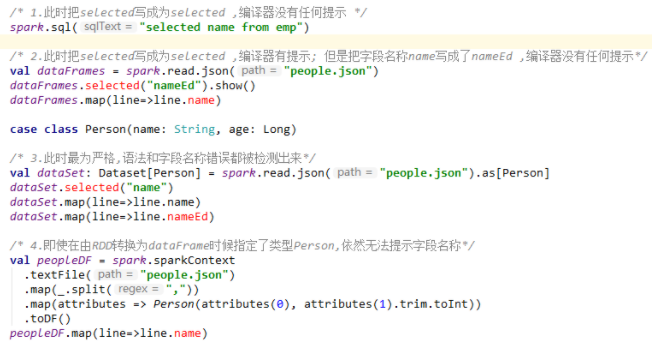 /* 1.此时把selected写成为selected ,编译器没有任何提示 */
spark.sql( sqlText = "selected name from emp")
/* 2.此时把selected写成为selected ,编译器有提示; 但是把字段名称name写成了nameEd ,编译器没有任何提示*/
val dataFrames = spark.read.json( path = "people.json")
dataFrames.selected("nameEd").show()
dataFrames.map(line=>line.name)
case class Person(name: String, age: Long)
/* 3.此时最为严格,语法和字段名称错误都被检测出来*/
val dataSet: Dataset[Person] = spark.read.json( path = "people.json").as[Person]
dataSet.selected("name")
dataSet.map(line=>line.name)
dataSet.map(line=>line.nameEd)
/* 4.即使在由RDD转换为dataFrame时候指定了类型Person,依然无法提示字段名称*/
val peopleDF = spark.sparkContext
.textFile( path = "people.json")
.map(_.split( regex = ","))
.map(attributes => Person(attributes(0), attributes(1).trim.toInt))
.toDF()
peopleDF.map(line=>line.name)